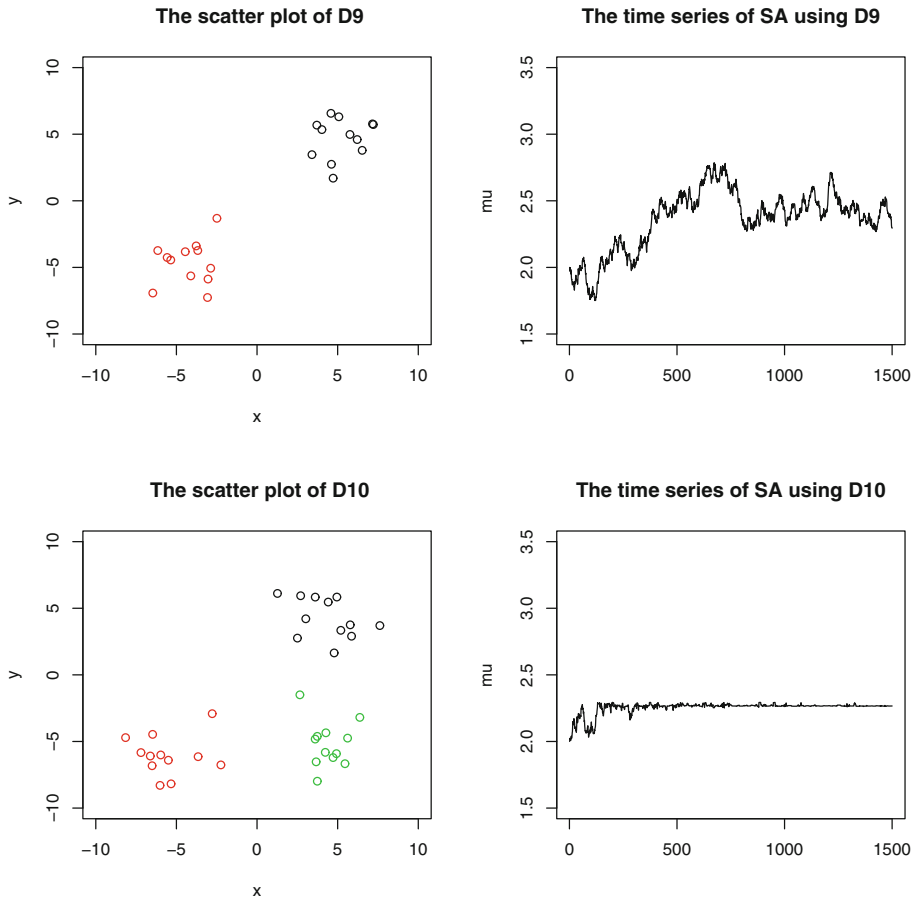 The scatter plot of D9
10
5
0
−5
−10
y
−10 −5 0 5 10
x
The time series of SA using D9
3.5
3.0
2.5
2.0
1.5
mu
0 500 1000 1500
The scatter plot of D10
10
5
0
−5
−10
y
−10 −5 0 5 10
x
The time series of SA using D10
3.5
3.0
2.5
2.0
1.5
mu
0 500 1000 1500